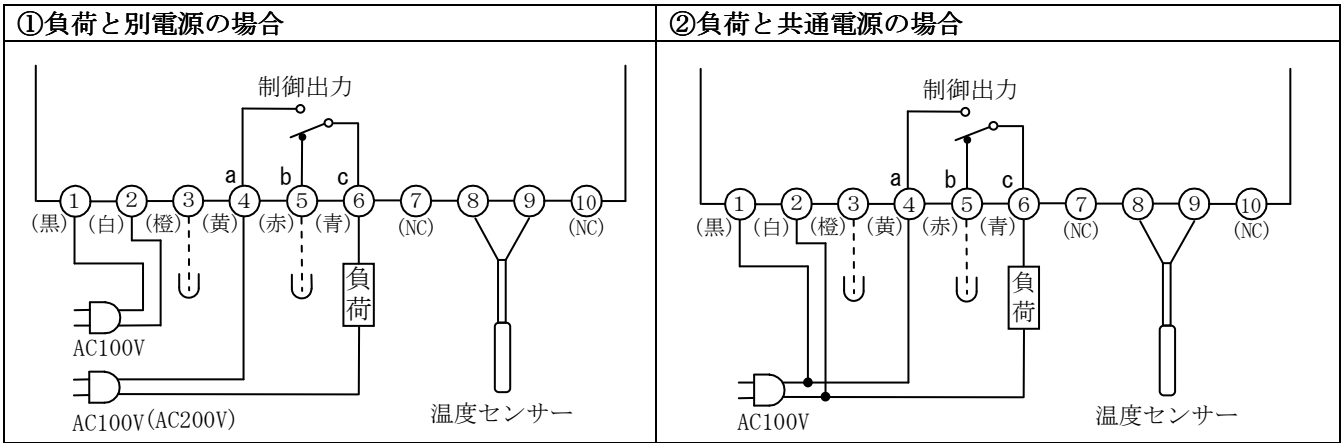 ①負荷と別電源の場合
制御出力
a b c
1 2 3 4 5 6 7 8 9 10
(黒) (白) (橙) (黄) (赤) (青) (NC) (NC)
負荷
AC100V
AC100V(AC200V)
温度センサー
②負荷と共通電源の場合
制御出力
a b c
1 2 3 4 5 6 7 8 9 10
(黒) (白) (橙) (黄) (赤) (青) (NC) (NC)
負荷
AC100V
温度センサー